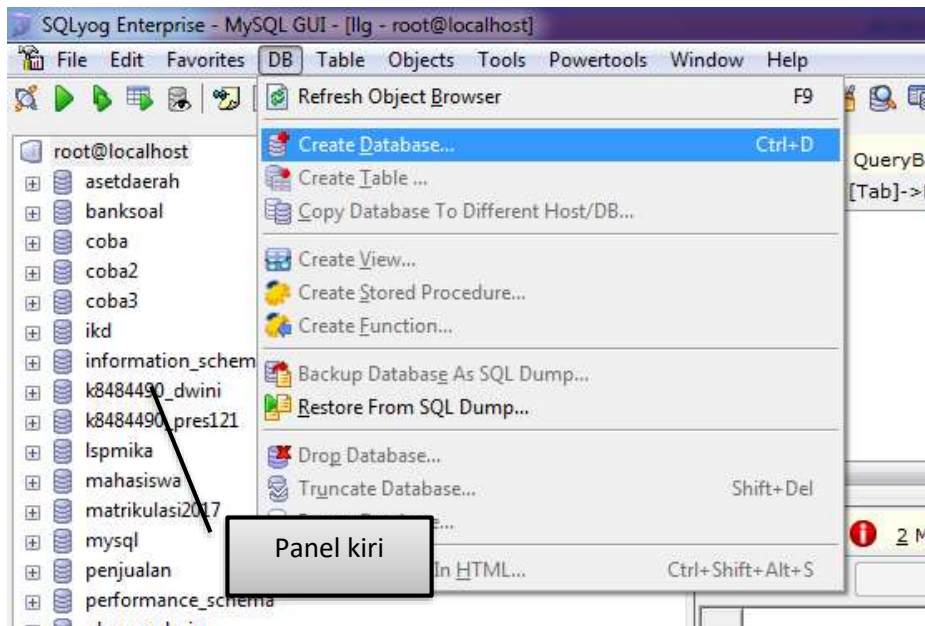 SQLyog Enterprise - MySQL GUI - [llg - root@localhost]
File Edit Favorites DB Table Objects Tools Powertools Window Help
Refresh Object Browser F9
root@localhost
Create Database... Ctrl+D
QueryB
asetdaerah
Create Table ...
[Tab]->
banksoal
Copy Database To Different Host/DB...
coba
Create View...
coba2
Create Stored Procedure...
coba3
Create Function...
ikd
information_schem
Backup Database As SQL Dump...
k8484490_dwini
Restore From SQL Dump...
k8484490_pres121
lspmika
Drop Database...
mahasiswa
Truncate Database... Shift+Del
matrikulasi2017
mysql
2 M
Panel kiri
penjualan
In HTML... Ctrl+Shift+Alt+S
performance_schema